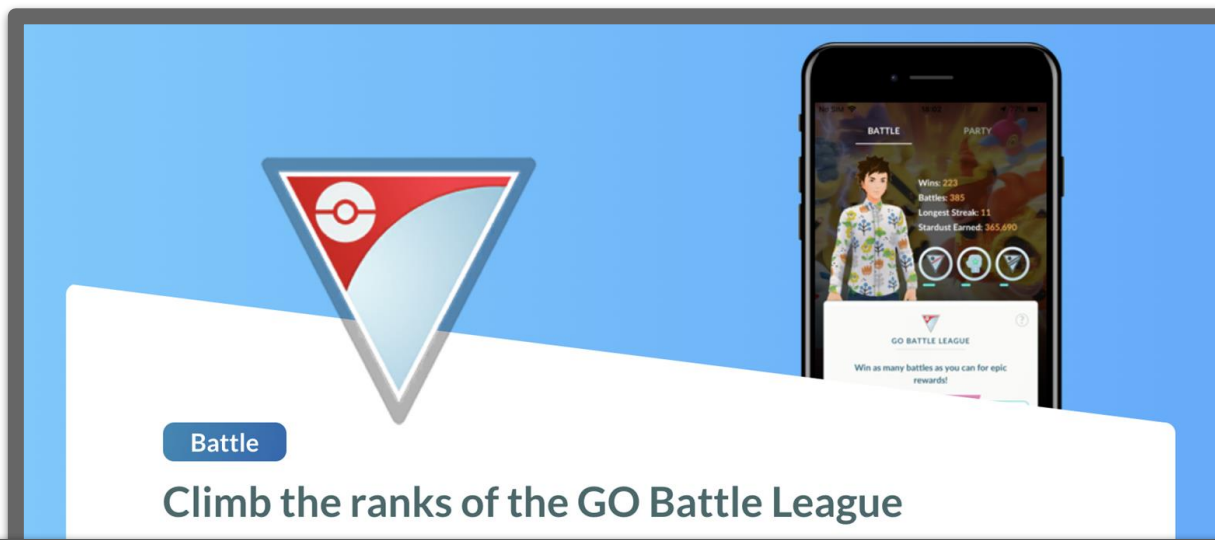 BATTLE PARTY
Wins: 223
Battles: 385
Longest Streak: 11
Stardust Earned: 365,690
GO BATTLE LEAGUE
Win as many battles as you can for epic
rewards!
Battle
Climb the ranks of the GO Battle League